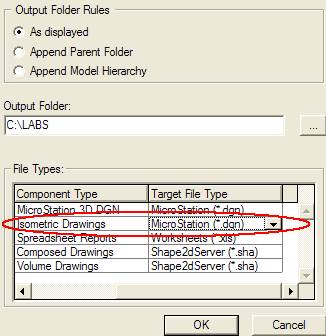 Output Folder Rules
As displayed
Append Parent Folder
Append Model Hierarchy
Output Folder:
C:\LABS
...
File Types:
Component Type Target File Type
MicroStation 3D DGN MicroStation (*.dgn)
Isometric Drawings MicroStation (*.dgn)
Spreadsheet Reports Worksheets (*.xls)
Composed Drawings Shape2dServer (*.sha)
Volume Drawings Shape2dServer (*.sha)
OK Cancel